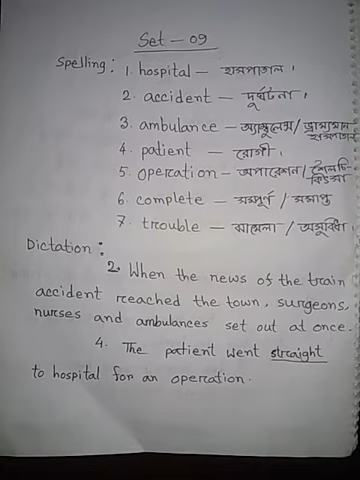 Set - 09
Spelling: 1. hospital - হাসপাতাল।
2. accident - দূর্ঘটনা।
3. ambulance - অ্যাম্বুলেন্স / ভ্রাম্যমান হাসপাতাল
4. patient - রোগী।
5. operation - অপারেশন / শৈল চি-
কিৎসা
6. complete - সম্পূর্ণ / সমাপ্ত
7. trouble - ঝামেলা / অসুবিধা।
Dictation:
2. When the news of the train
accident reached the town, surgeons,
nurses and ambulances set out at once.
4. The patient went straight
to hospital for an operation.